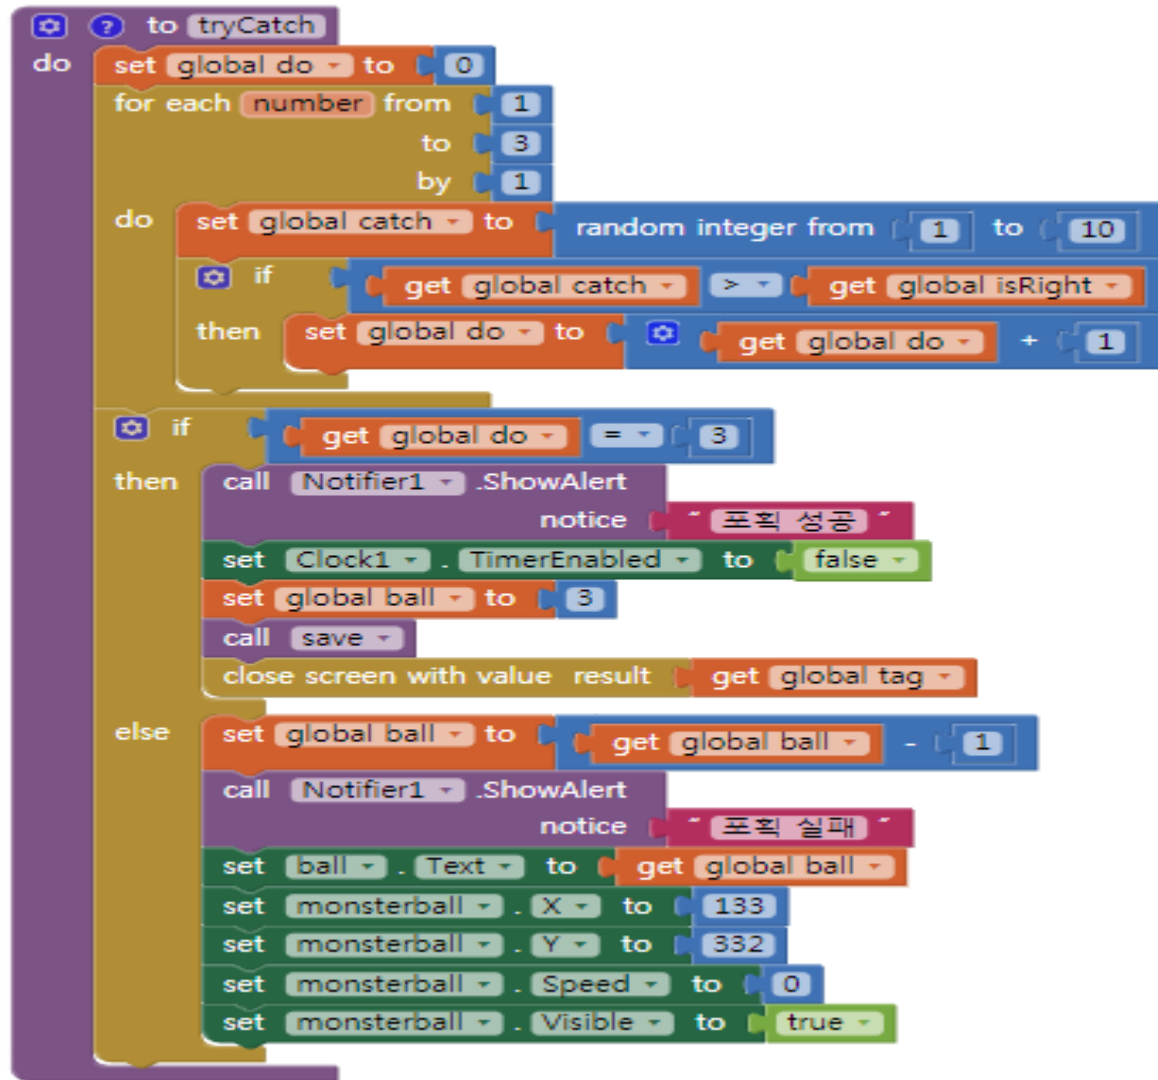 ? to tryCatch
do set global do to 0
for each number from 1
to 3
by 1
do set global catch to random integer from 1 to 10
if get global catch > get global isRight
then set global do to get global do + 1
if get global do = 3
then call Notifier1 .ShowAlert
notice " 포획 성공 "
set Clock1 . TimerEnabled to false
set global ball to 3
call save
close screen with value result get global tag
else set global ball to get global ball - 1
call Notifier1 .ShowAlert
notice " 포획 실패 "
set ball . Text to get global ball
set monsterball . X to 133
set monsterball . Y to 332
set monsterball . Speed to 0
set monsterball . Visible to true